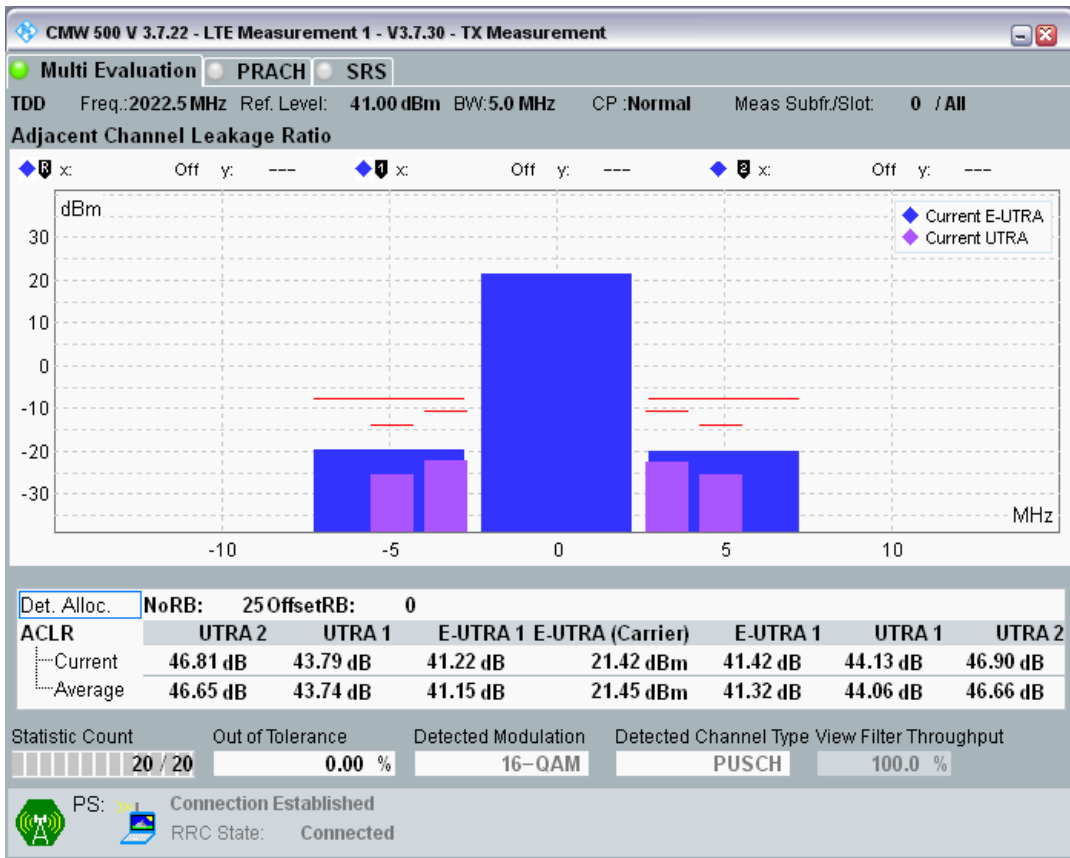 CMW 500 V 3.7.22 - LTE Measurement 1 - V3.7.30 - TX Measurement
Multi Evaluation PRACH SRS
TDD Freq.:2022.5 MHz Ref. Level: 41.00 dBm BW:5.0 MHz CP :Normal Meas Subfr./Slot: 0 / All
Adjacent Channel Leakage Ratio
R x: Off y: --- 1 x: Off y: --- 2 x: Off y: ---
dBm
Current E-UTRA
Current UTRA
30
20
10
0
-10
-20
-30
MHz
-10 -5 0 5 10
Det. Alloc. NoRB: 25 OffsetRB: 0
ACLR UTRA 2 UTRA 1 E-UTRA 1 E-UTRA (Carrier) E-UTRA 1 UTRA 1 UTRA 2
Current 46.81 dB 43.79 dB 41.22 dB 21.42 dBm 41.42 dB 44.13 dB 46.90 dB
Average 46.65 dB 43.74 dB 41.15 dB 21.45 dBm 41.32 dB 44.06 dB 46.66 dB
Statistic Count Out of Tolerance Detected Modulation Detected Channel Type View Filter Throughput
20 / 20 0.00 % 16-QAM PUSCH 100.0 %
PS: Connection Established
RRC State: Connected